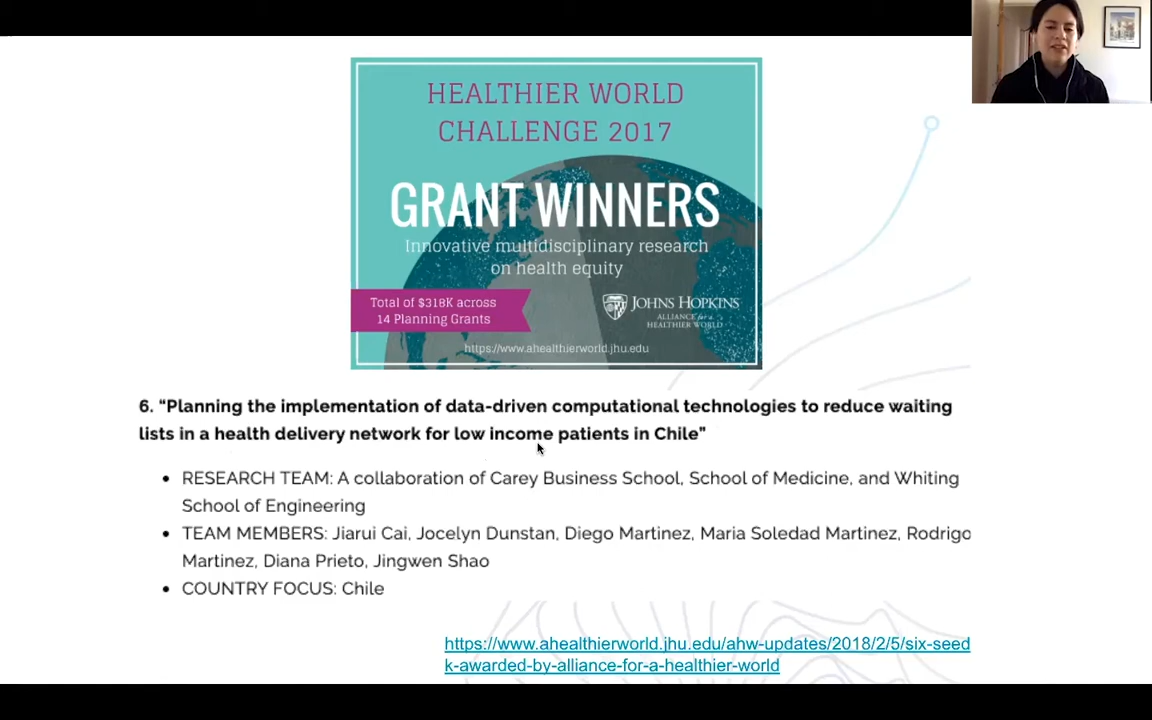 HEALTHIER WORLD
CHALLENGE 2017
GRANT WINNERS
Innovative multidisciplinary research
on health equity
Total of $318K across
14 Planning Grants
JOHNS HOPKINS
ALLIANCE for a
HEALTHIER WORLD
https://www.ahealthierworld.jhu.edu
6. “Planning the implementation of data-driven computational technologies to reduce waiting
lists in a health delivery network for low income patients in Chile”
• RESEARCH TEAM: A collaboration of Carey Business School, School of Medicine, and Whiting
School of Engineering
• TEAM MEMBERS: Jiarui Cai, Jocelyn Dunstan, Diego Martinez, Maria Soledad Martinez, Rodrigo
Martinez, Diana Prieto, Jingwen Shao
• COUNTRY FOCUS: Chile
https://www.ahealthierworld.jhu.edu/ahw-updates/2018/2/5/six-seed
k-awarded-by-alliance-for-a-healthier-world